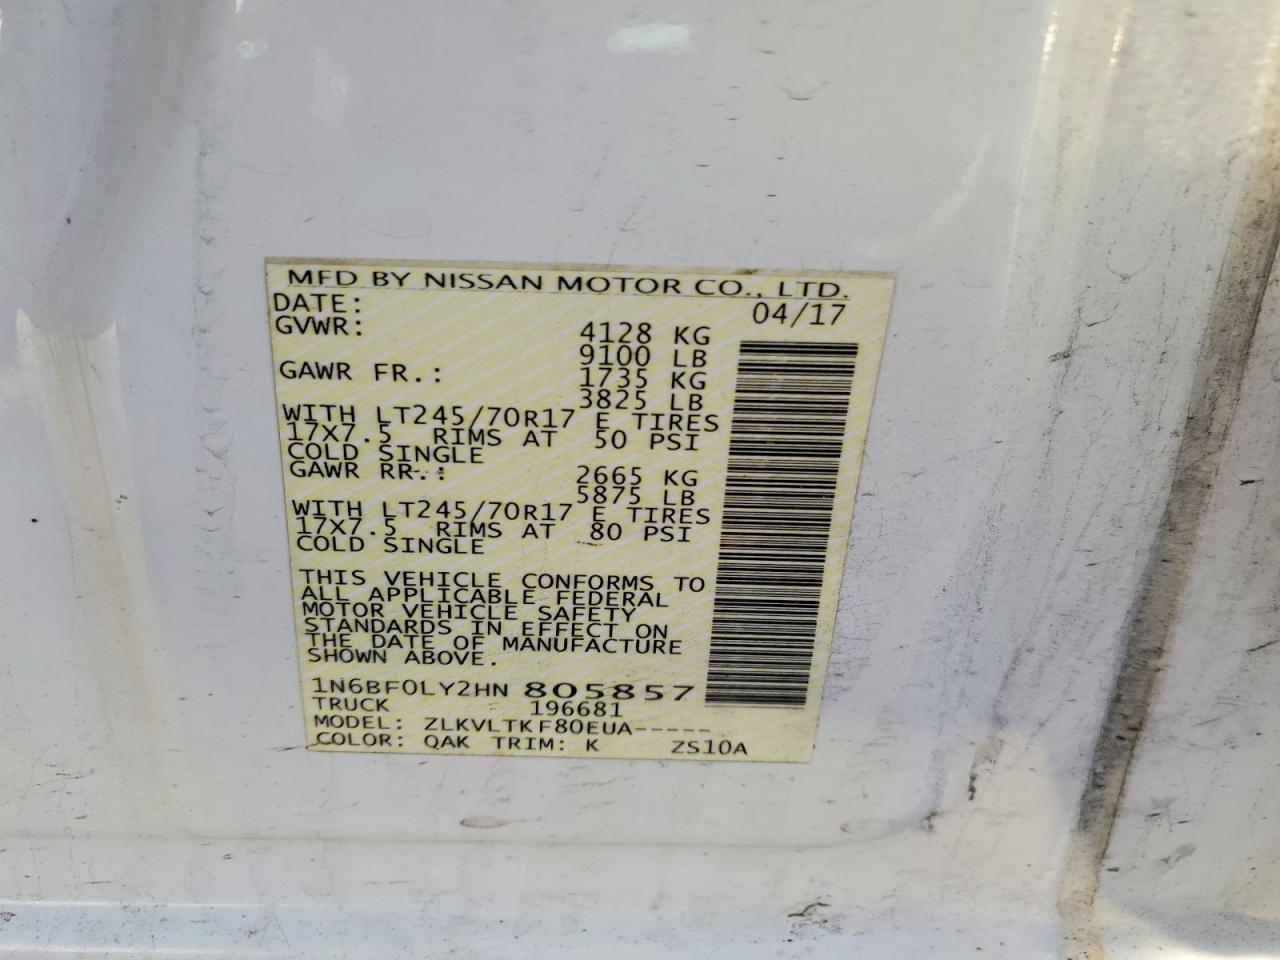 MFD BY NISSAN MOTOR CO., LTD.
DATE: 04/17
GVWR: 4128 KG
9100 LB
GAWR FR.: 1735 KG
3825 LB
WITH LT245/70R17 E TIRES
17X7.5 RIMS AT 50 PSI
COLD SINGLE
GAWR RR.: 2665 KG
5875 LB
WITH LT245/70R17 E TIRES
17X7.5 RIMS AT 80 PSI
COLD SINGLE
THIS VEHICLE CONFORMS TO
ALL APPLICABLE FEDERAL
MOTOR VEHICLE SAFETY
STANDARDS IN EFFECT ON
THE DATE OF MANUFACTURE
SHOWN ABOVE.
1N6BF0LY2HN 805857
TRUCK 196681
MODEL: ZLKVLTKF80EUA-----
COLOR: QAK TRIM: K ZS10A